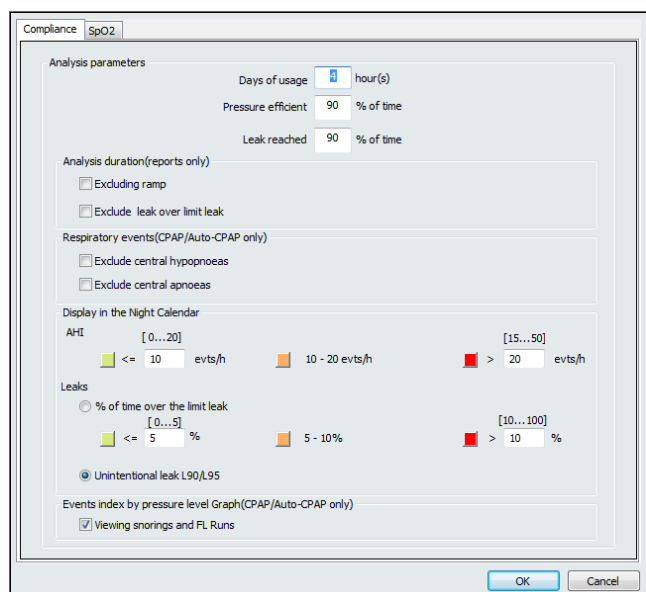 Compliance SpO2
Analysis parameters
Days of usage 4 hour(s)
Pressure efficient 90 % of time
Leak reached 90 % of time
Analysis duration(reports only)
Excluding ramp
Exclude leak over limit leak
Respiratory events(CPAP/Auto-CPAP only)
Exclude central hypopnoeas
Exclude central apnoeas
Display in the Night Calendar
AHI [ 0...20] [15...50]
<= 10 evts/h 10 - 20 evts/h > 20 evts/h
Leaks
% of time over the limit leak
[ 0...5] [10...100]
<= 5 % 5 - 10% > 10 %
Unintentional leak L90/L95
Events index by pressure level Graph(CPAP/Auto-CPAP only)
Viewing snorings and FL Runs
OK Cancel